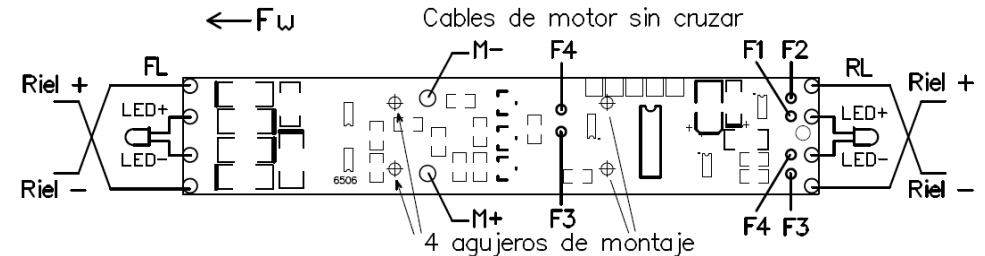 Fw
Cables de motor sin cruzar
M-
F4
F1 F2
FL
RL
Riel +
Riel +
LED+
LED+
LED-
LED-
+
+
6506
Riel -
Riel -
M+
F3
F4 F3
4 agujeros de montaje